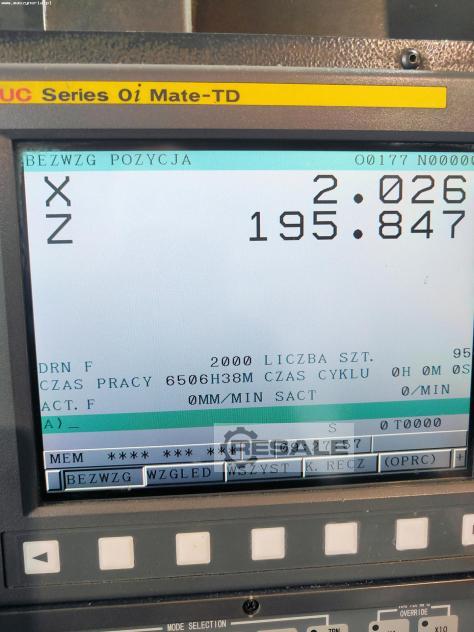 www.maszyneria.pl
UC Series 0i Mate-TD
BEZWZG POZYCJA O0177 N0000
X 2.026
Z 195.847
DRN F 2000 LICZBA SZT. 95
CZAS PRACY 6506H38M CZAS CYKLU 0H 0M 0S
ACT.F 0MM/MIN SACT 0/MIN
A)_
S 0 T0000
MEM **** *** ***
RESALE
BEZWZG WZGLED WSZYST K. RECZ (OPRC) +
MODE SELECTION
OVERRIDE
X10